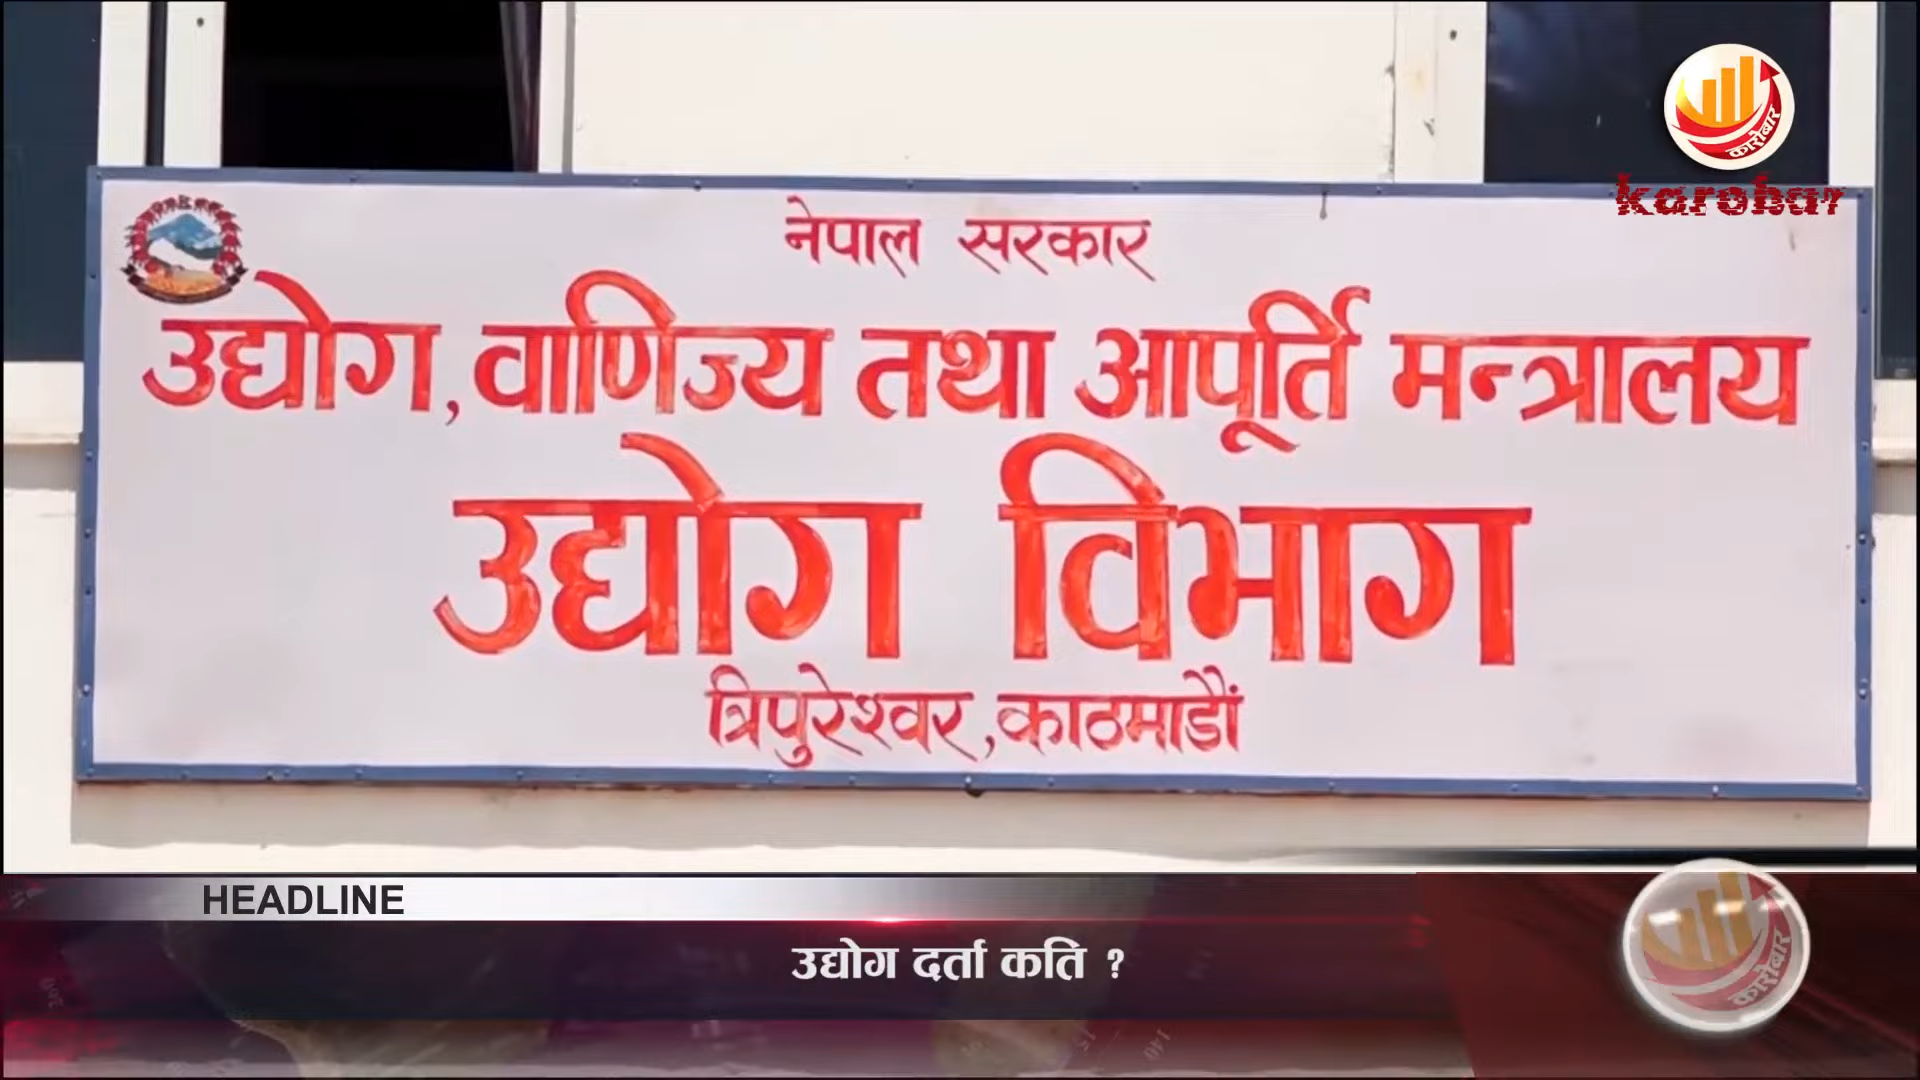 कारोबार
karobar
नेपाल सरकार
उद्योग, वाणिज्य तथा आपूर्ति मन्त्रालय
उद्योग विभाग
त्रिपुरेश्वर, काठमाडौं
HEADLINE
उद्योग दर्ता कति ?
कारोबार